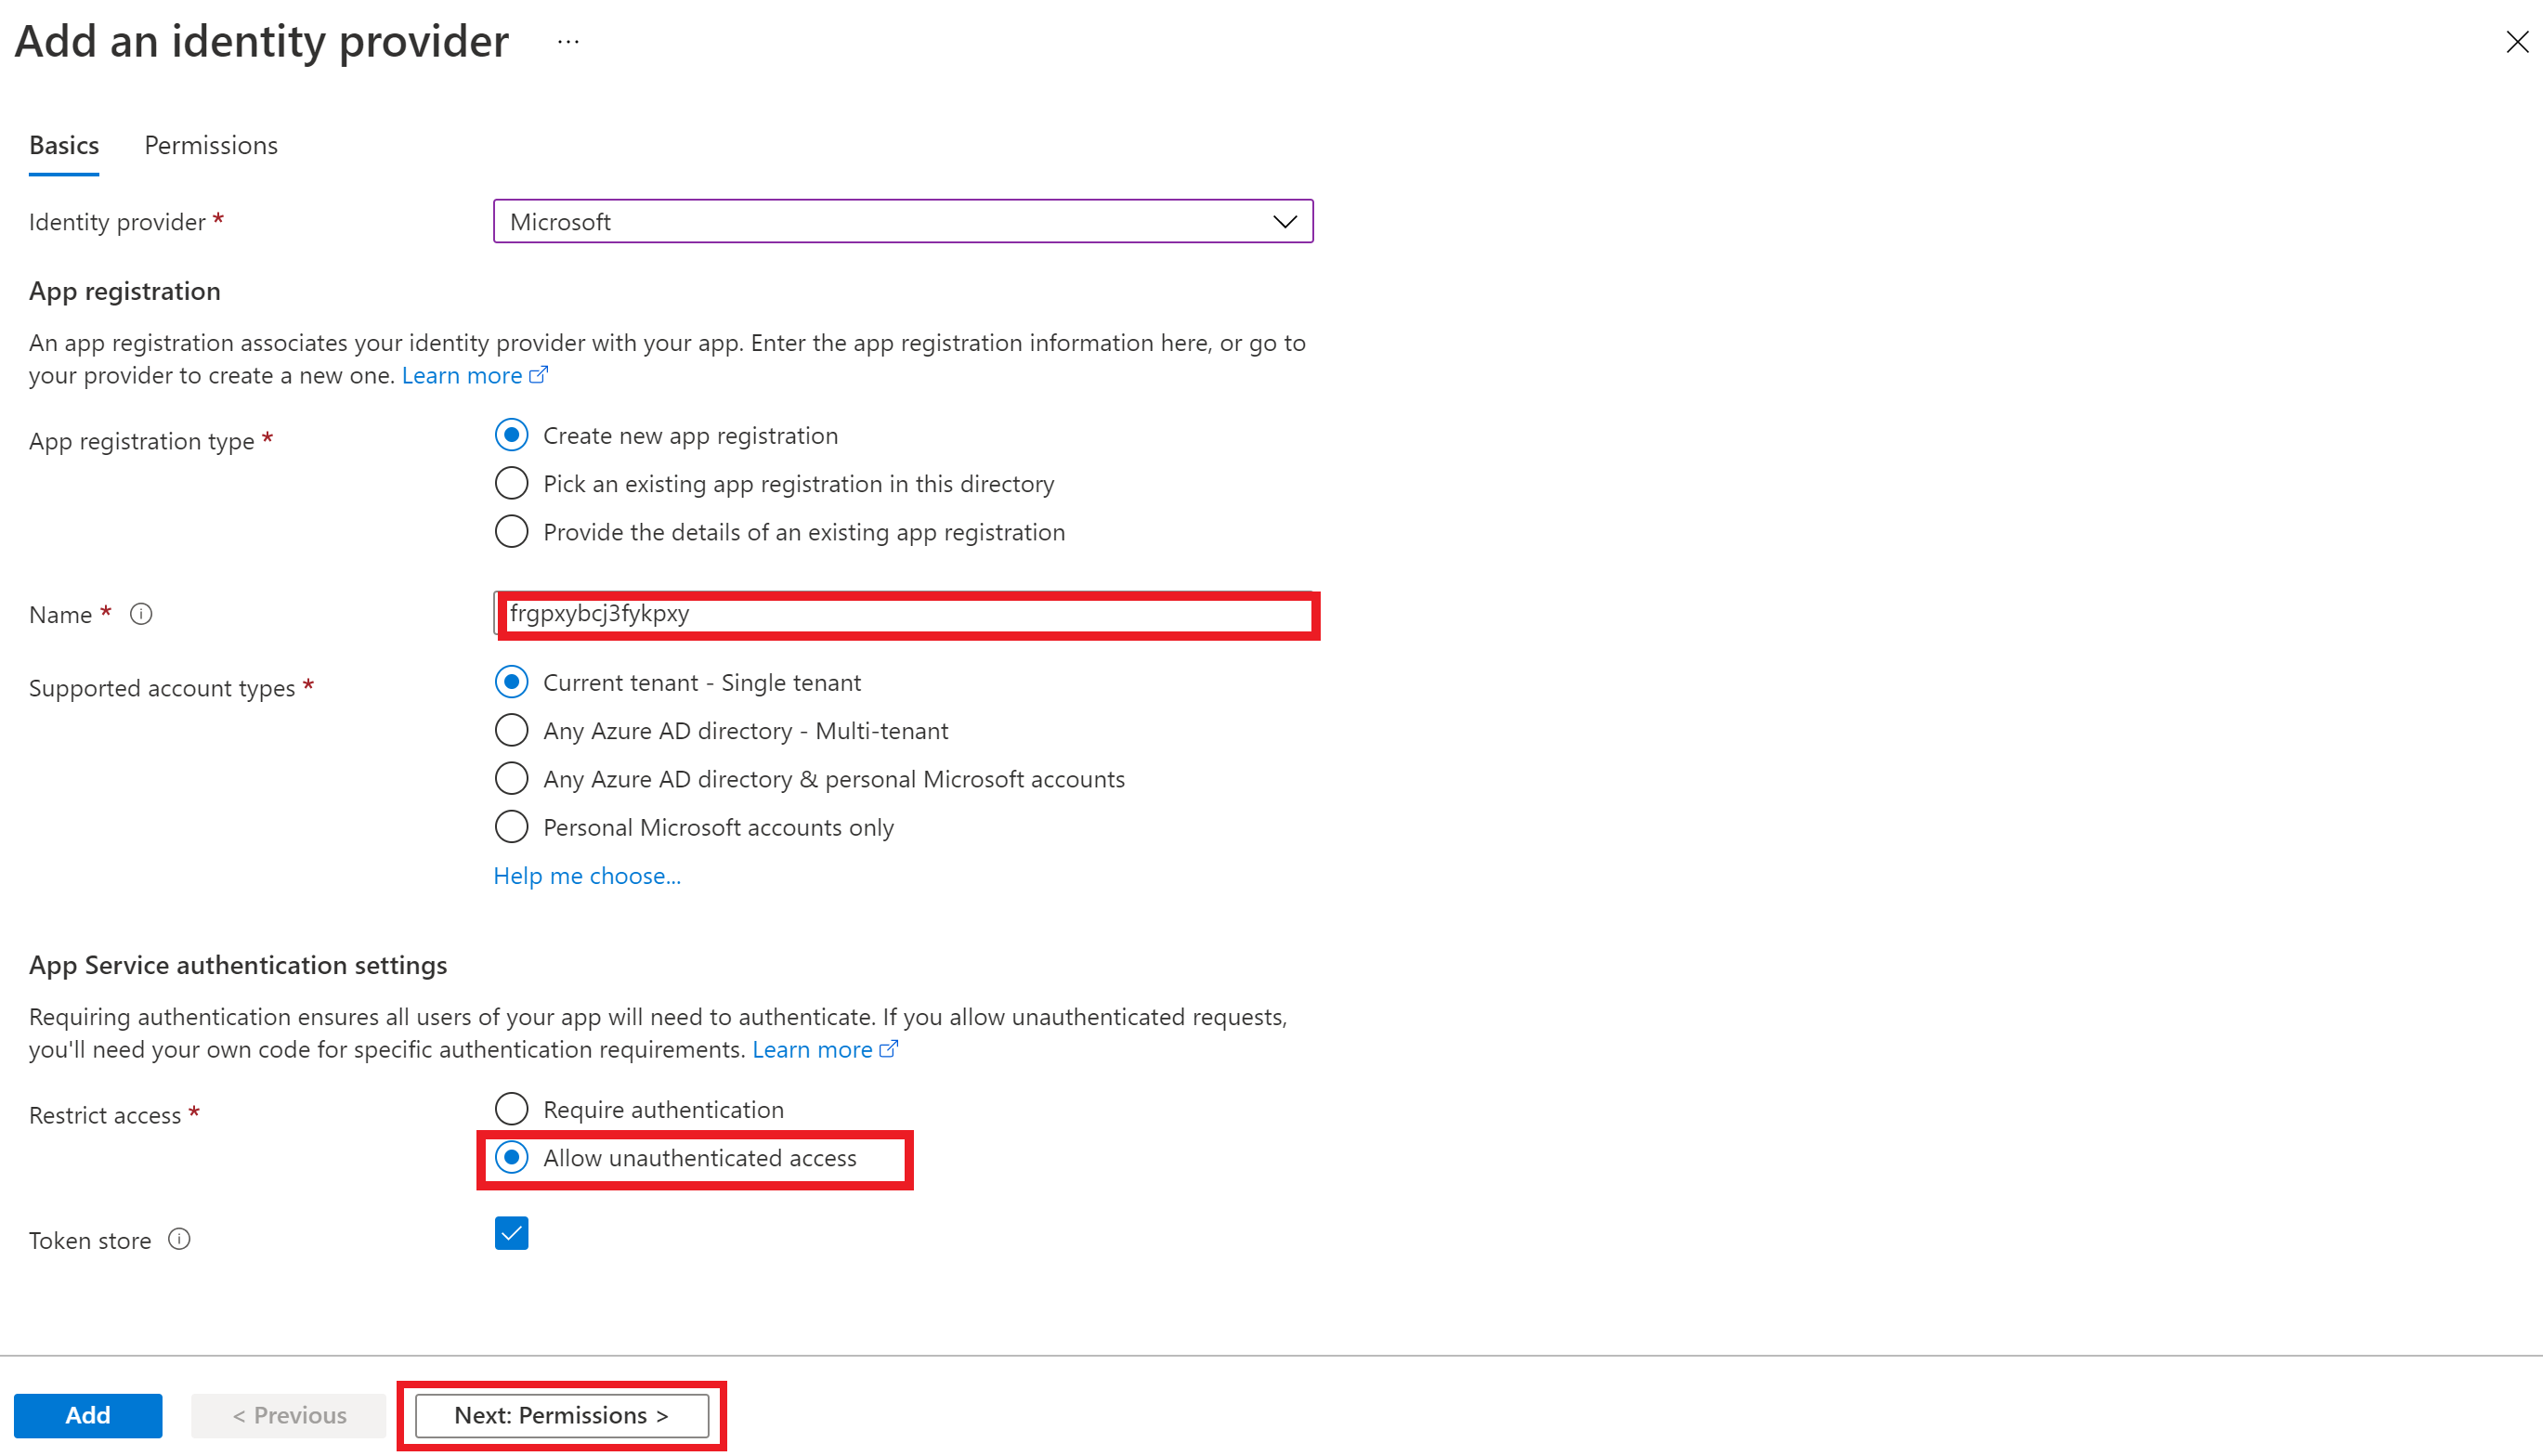 Add an identity provider ...
Basics Permissions
Identity provider * Microsoft
App registration
An app registration associates your identity provider with your app. Enter the app registration information here, or go to
your provider to create a new one. Learn more
App registration type * Create new app registration
Pick an existing app registration in this directory
Provide the details of an existing app registration
Name * frgpxybcj3fykpxy
Supported account types * Current tenant - Single tenant
Any Azure AD directory - Multi-tenant
Any Azure AD directory & personal Microsoft accounts
Personal Microsoft accounts only
Help me choose...
App Service authentication settings
Requiring authentication ensures all users of your app will need to authenticate. If you allow unauthenticated requests,
you'll need your own code for specific authentication requirements. Learn more
Restrict access * Require authentication
Allow unauthenticated access
Token store
Add < Previous Next: Permissions >